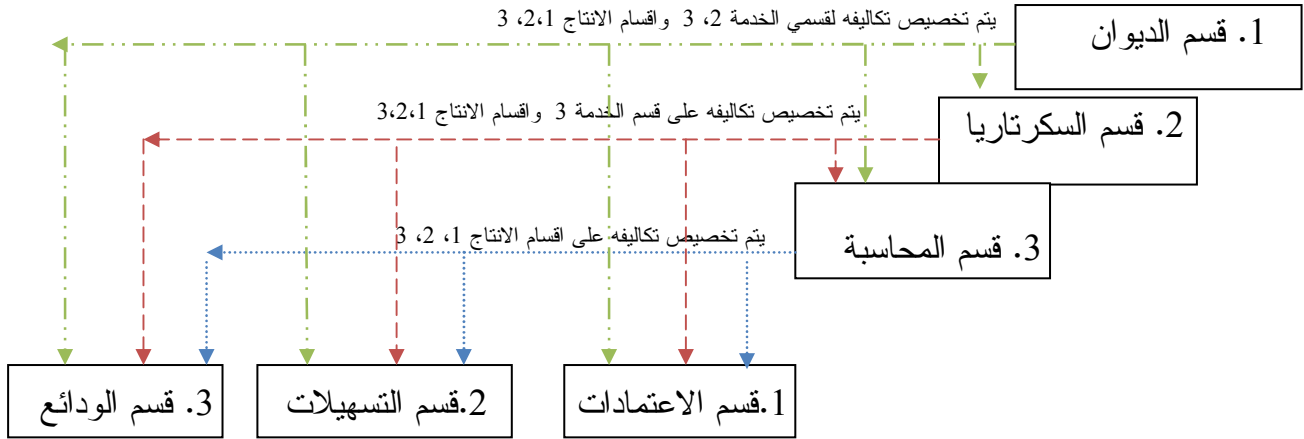 1. قسم الديوان
يتم تخصيص تكاليفه لقسمي الخدمة 2، 3 واقسام الانتاج 1،2، 3
2. قسم السكرتاريا
يتم تخصيص تكاليفه على قسم الخدمة 3 واقسام الانتاج 1،2،3
3. قسم المحاسبة
يتم تخصيص تكاليفه على اقسام الانتاج 1، 2، 3
1.قسم الاعتمادات
2.قسم التسهيلات
3. قسم الودائع